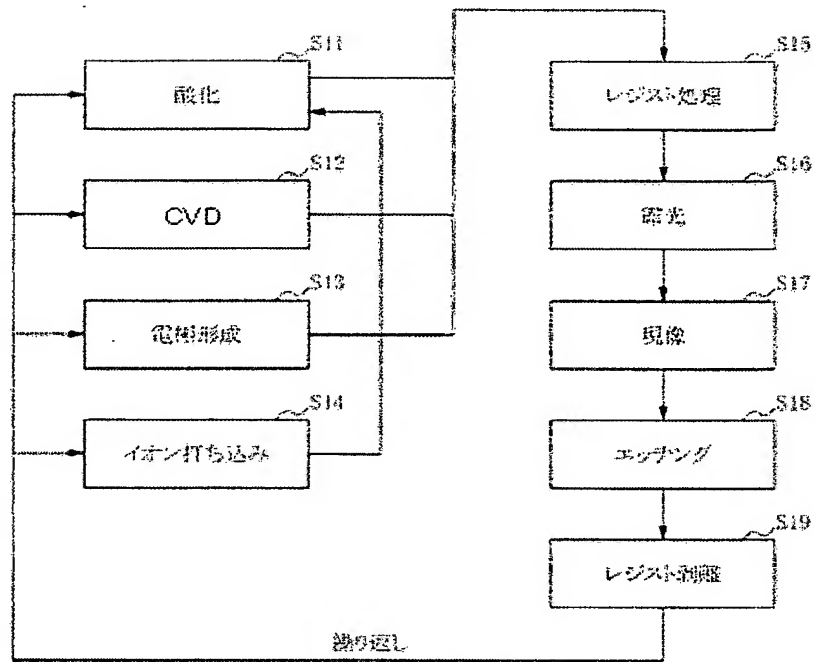 S11
酸化
S12
CVD
S13
電極形成
S14
イオン打ち込み
S15
レジスト処理
S16
露光
S17
現像
S18
エッチング
S19
レジスト剥離
繰り返し